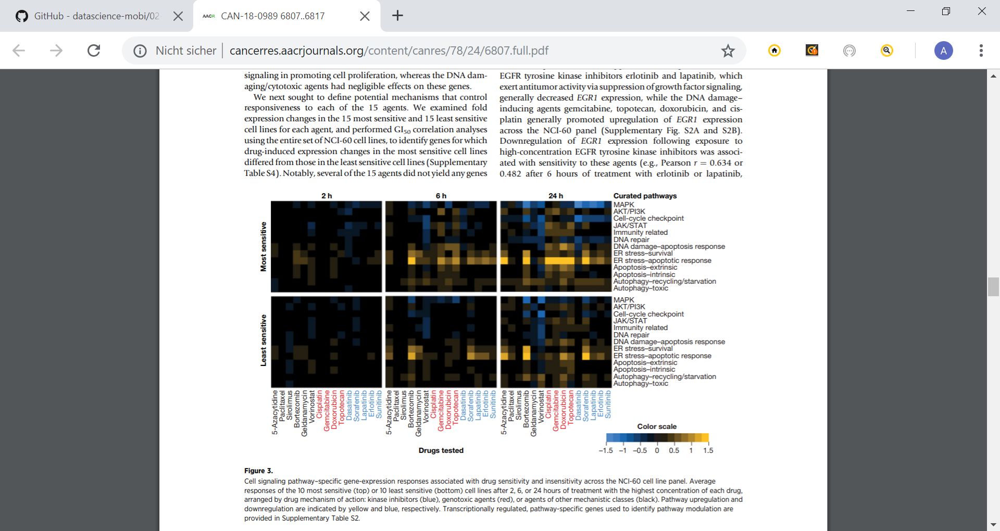 GitHub - datascience-mobi/02
AACR CAN-18-0989 6807..6817
Nicht sicher cancerres.aacrjournals.org/content/canres/78/24/6807.full.pdf
A
signaling in promoting cell proliferation, whereas the DNA dam-
aging/cytotoxic agents had negligible effects on these genes.
We next sought to define potential mechanisms that control
responsiveness to each of the 15 agents. We examined fold
expression changes in the 15 most sensitive and 15 least sensitive
cell lines for each agent, and performed GI50 correlation analyses
using the entire set of NCI-60 cell lines, to identify genes for which
drug-induced expression changes in the most sensitive cell lines
differed from those in the least sensitive cell lines (Supplementary
Table S4). Notably, several of the 15 agents did not yield any genes
EGFR tyrosine kinase inhibitors erlotinib and lapatinib, which
exert antitumor activity via suppression of growth factor signaling,
generally decreased EGR1 expression, while the DNA damage–
inducing agents gemcitabine, topotecan, doxorubicin, and cis-
platin generally promoted upregulation of EGR1 expression
across the NCI-60 panel (Supplementary Fig. S2A and S2B).
Downregulation of EGR1 expression following exposure to
high-concentration EGFR tyrosine kinase inhibitors was associ-
ated with sensitivity to these agents (e.g., Pearson r = 0.634 or
0.482 after 6 hours of treatment with erlotinib or lapatinib,
2 h
6 h
24 h
Curated pathways
Most sensitive
MAPK
AKT/PI3K
Cell-cycle checkpoint
JAK/STAT
Immunity related
DNA repair
DNA damage–apoptosis response
ER stress–survival
ER stress–apoptotic response
Apoptosis–extrinsic
Apoptosis–intrinsic
Autophagy–recycling/starvation
Autophagy–toxic
Least sensitive
MAPK
AKT/PI3K
Cell-cycle checkpoint
JAK/STAT
Immunity related
DNA repair
DNA damage–apoptosis response
ER stress–survival
ER stress–apoptotic response
Apoptosis–extrinsic
Apoptosis–intrinsic
Autophagy–recycling/starvation
Autophagy–toxic
5-Azacytidine
Paclitaxel
Sirolimus
Bortezomib
Geldanamycin
Vorinostat
Cisplatin
Gemcitabine
Doxorubicin
Topotecan
Dasatinib
Sorafenib
Lapatinib
Erlotinib
Sunitinib
5-Azacytidine
Paclitaxel
Sirolimus
Bortezomib
Geldanamycin
Vorinostat
Cisplatin
Gemcitabine
Doxorubicin
Topotecan
Dasatinib
Sorafenib
Lapatinib
Erlotinib
Sunitinib
5-Azacytidine
Paclitaxel
Sirolimus
Bortezomib
Geldanamycin
Vorinostat
Cisplatin
Gemcitabine
Doxorubicin
Topotecan
Dasatinib
Sorafenib
Lapatinib
Erlotinib
Sunitinib
Color scale
–1.5 –1 –0.5 0 0.5 1 1.5
Drugs tested
Figure 3.
Cell signaling pathway–specific gene-expression responses associated with drug sensitivity and insensitivity across the NCI-60 cell line panel. Average
responses of the 10 most sensitive (top) or 10 least sensitive (bottom) cell lines after 2, 6, or 24 hours of treatment with the highest concentration of each drug,
arranged by drug mechanism of action: kinase inhibitors (blue), genotoxic agents (red), or agents of other mechanistic classes (black). Pathway upregulation and
downregulation are indicated by yellow and blue, respectively. Transcriptionally regulated, pathway-specific genes used to identify pathway modulation are
provided in Supplementary Table S2.